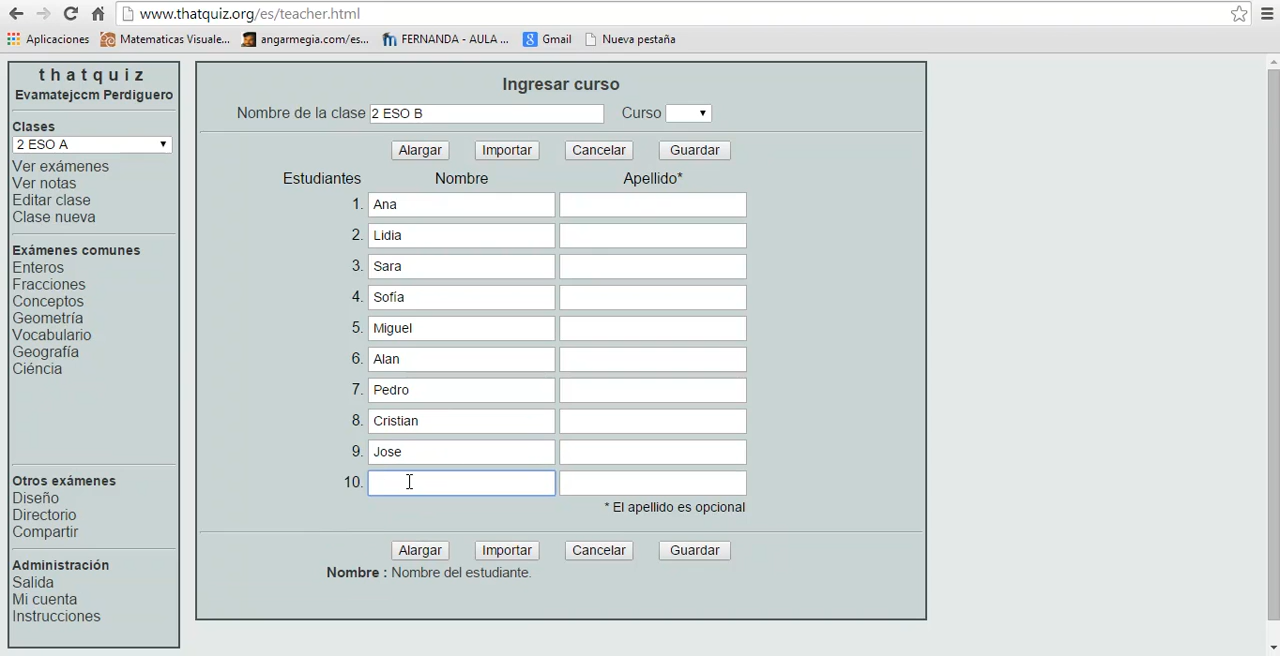 www.thatquiz.org/es/teacher.html
Aplicaciones Matematicas Visuale... angarmegia.com/es... FERNANDA - AULA ... Gmail Nueva pestaña
thatquiz
Evamatejccm Perdiguero
Clases
2 ESO A
Ver exámenes
Ver notas
Editar clase
Clase nueva
Exámenes comunes
Enteros
Fracciones
Conceptos
Geometría
Vocabulario
Geografía
Ciéncia
Otros exámenes
Diseño
Directorio
Compartir
Administración
Salida
Mi cuenta
Instrucciones
Ingresar curso
Nombre de la clase 2 ESO B Curso
Alargar Importar Cancelar Guardar
Estudiantes Nombre Apellido*
1. Ana
2. Lidia
3. Sara
4. Sofía
5. Miguel
6. Alan
7. Pedro
8. Cristian
9. Jose
10.
* El apellido es opcional
Alargar Importar Cancelar Guardar
Nombre : Nombre del estudiante.